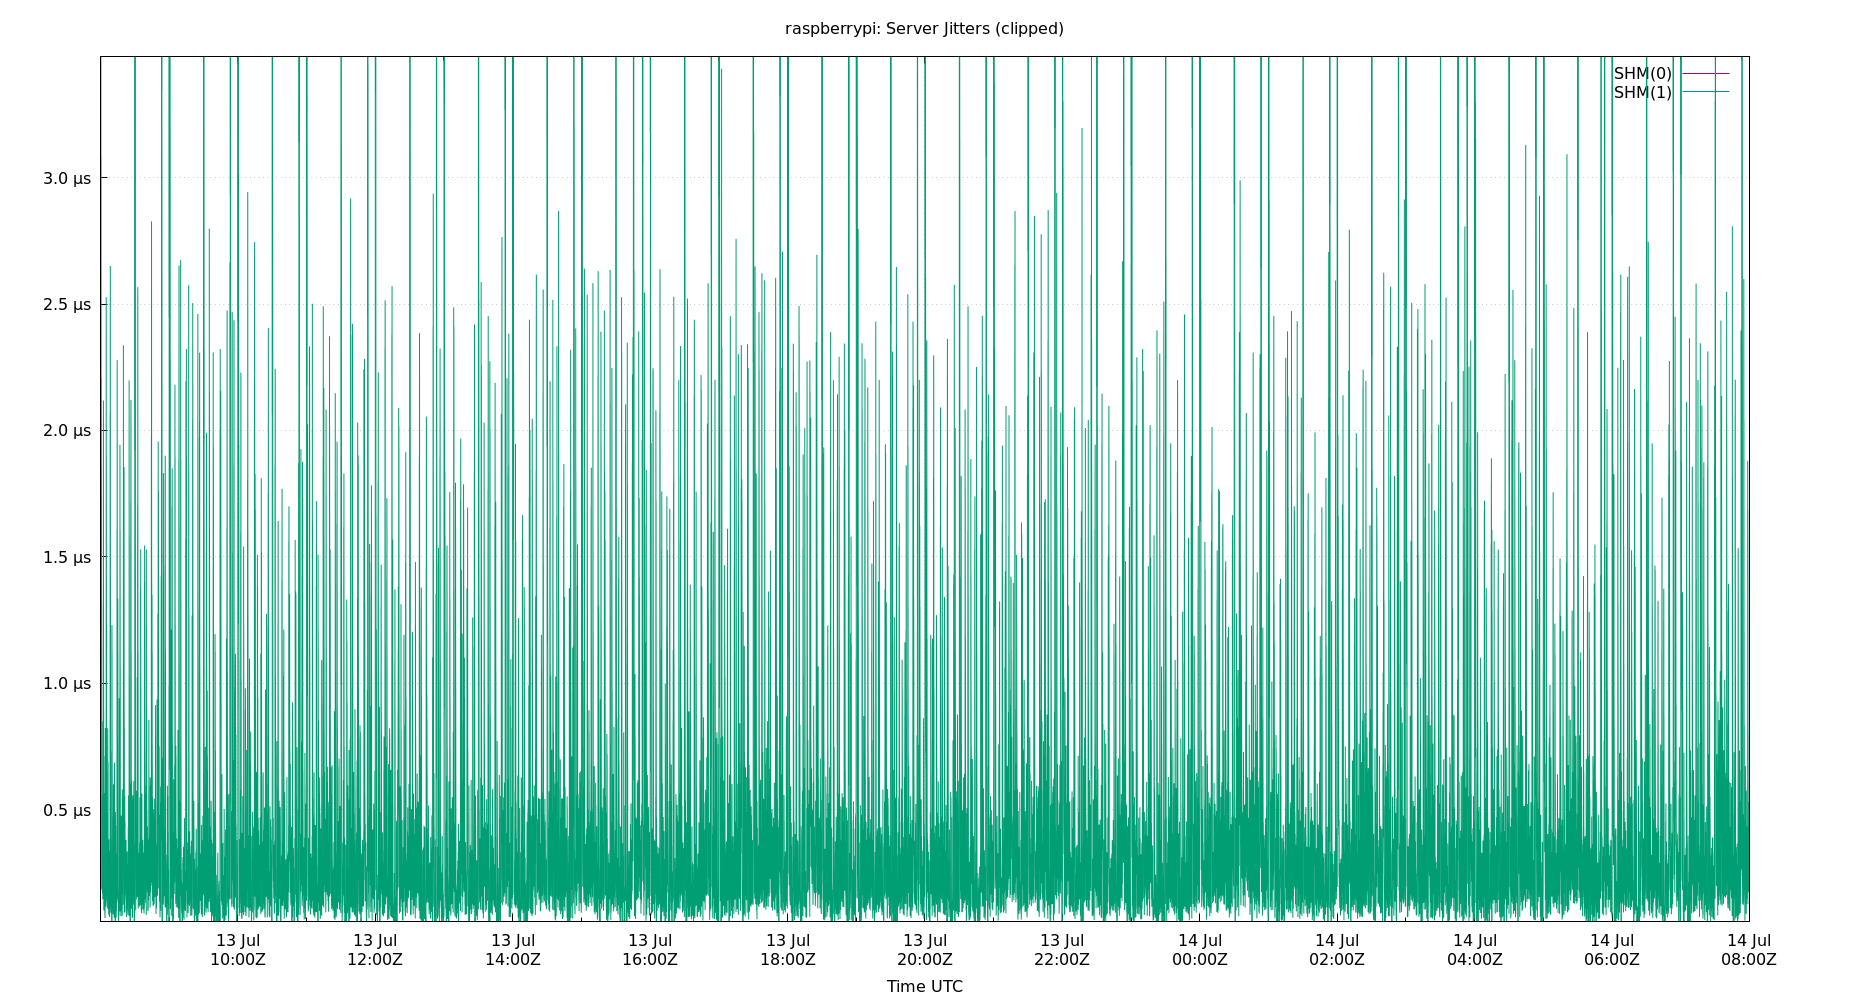 raspberrypi: Server Jitters (clipped)
SHM(0)
SHM(1)
3.0 µs
2.5 µs
2.0 µs
1.5 µs
1.0 µs
0.5 µs
13 Jul 13 Jul 13 Jul 13 Jul 13 Jul 13 Jul 13 Jul 14 Jul 14 Jul 14 Jul 14 Jul 14 Jul
10:00Z 12:00Z 14:00Z 16:00Z 18:00Z 20:00Z 22:00Z 00:00Z 02:00Z 04:00Z 06:00Z 08:00Z
Time UTC